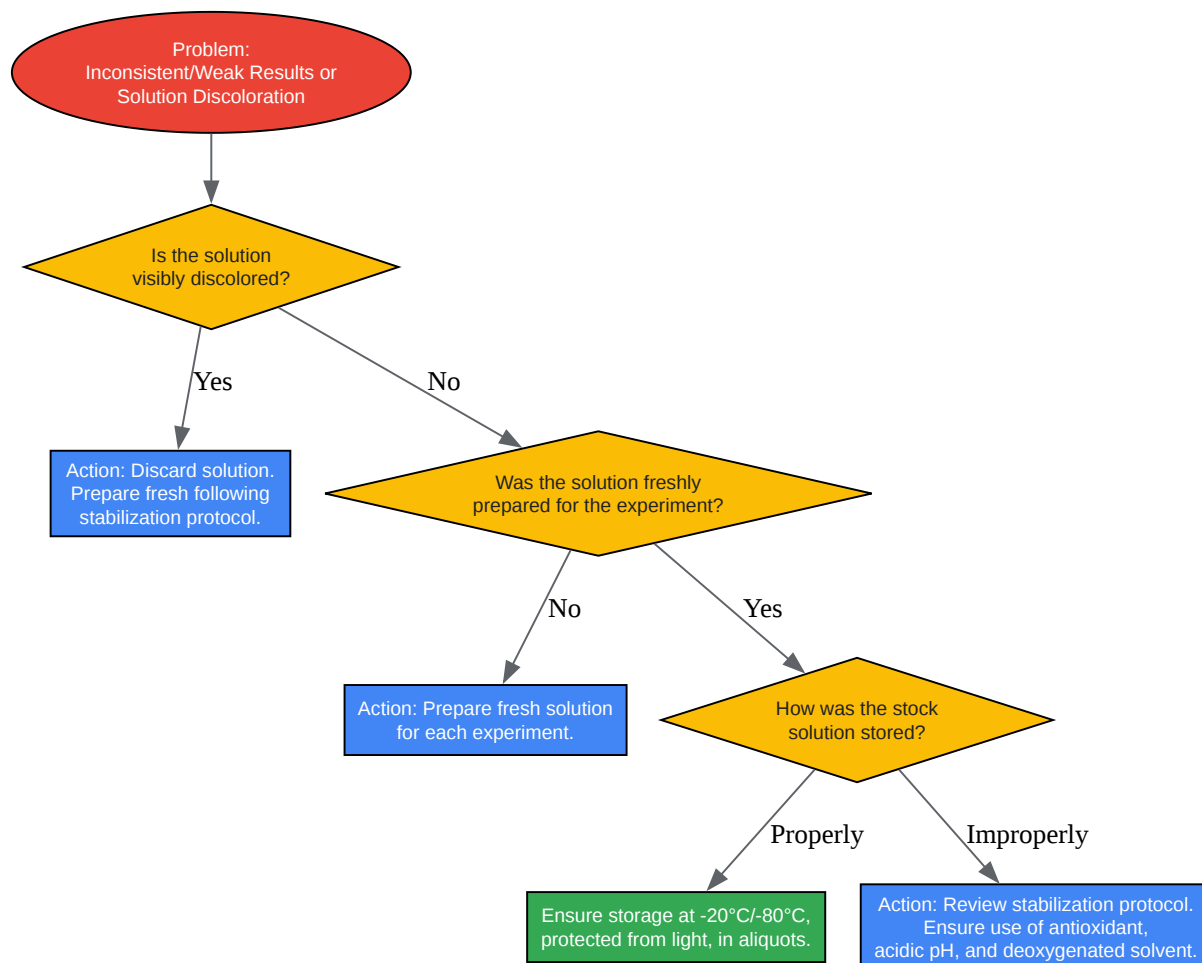 Problem:
Inconsistent/Weak Results or
Solution Discoloration
Is the solution
visibly discolored?
Yes
No
Action: Discard solution.
Prepare fresh following
stabilization protocol.
Was the solution freshly
prepared for the experiment?
No
Yes
Action: Prepare fresh solution
for each experiment.
How was the stock
solution stored?
Properly
Improperly
Ensure storage at -20°C/-80°C,
protected from light, in aliquots.
Action: Review stabilization protocol.
Ensure use of antioxidant,
acidic pH, and deoxygenated solvent.